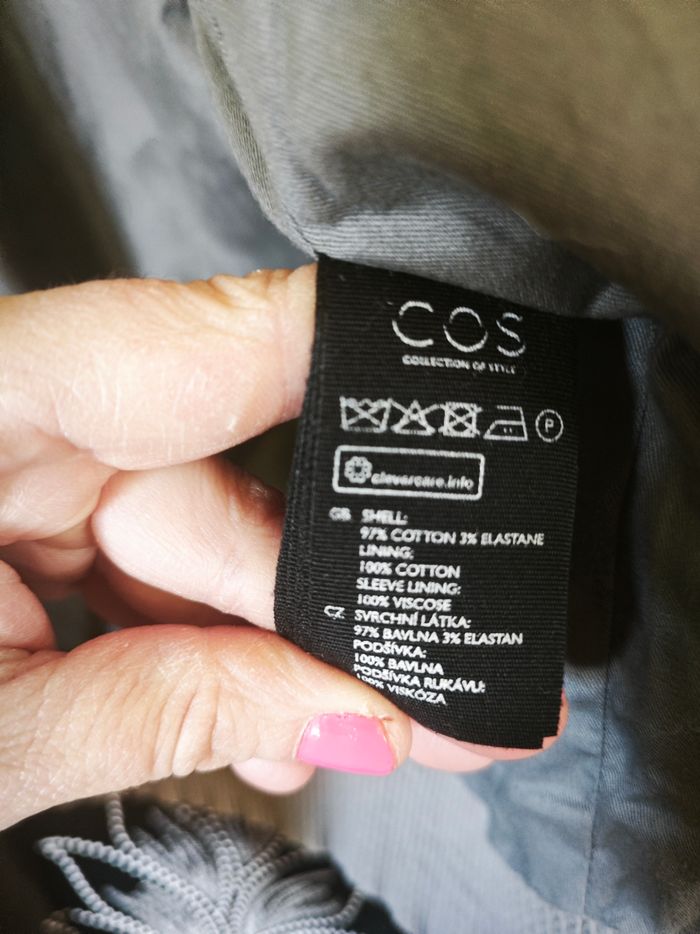 COS
COLLECTION OF STYLE
P
clevercare.info
GB SHELL:
97% COTTON 3% ELASTANE
LINING:
100% COTTON
SLEEVE LINING:
100% VISCOSE
CZ SVRCHNÍ LÁTKA:
97% BAVLNA 3% ELASTAN
PODŠÍVKA:
100% BAVLNA
PODŠÍVKA RUKÁVU:
100% VISKÓZA